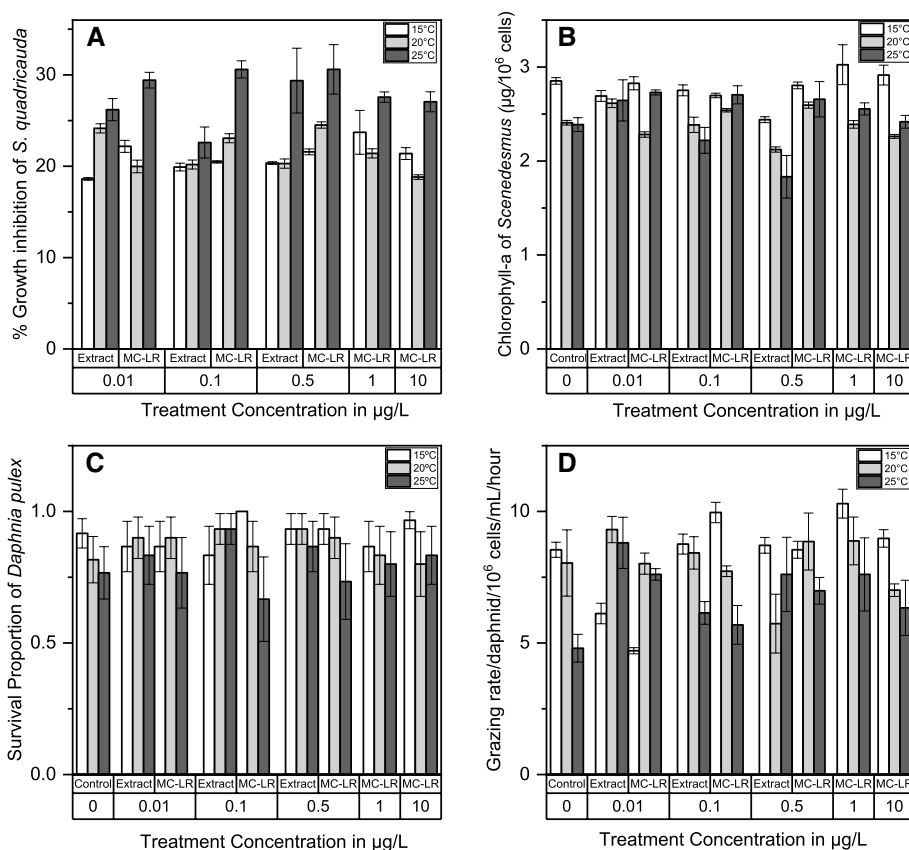 A
15°C
20°C
25°C
% Growth inhibition of S. quadricauda
30
20
10
0
Extract MC-LR Extract MC-LR Extract MC-LR MC-LR MC-LR
0.01 0.1 0.5 1 10
Treatment Concentration in µg/L
B
15°C
20°C
25°C
Chlorophyll-a of Scenedesmus (µg/10⁶ cells)
3
2
1
0
Control Extract MC-LR Extract MC-LR Extract MC-LR MC-LR MC-LR
0 0.01 0.1 0.5 1 10
Treatment Concentration in µg/L
C
15ºC
20ºC
25ºC
Survival Proportion of Daphnia pulex
1.0
0.5
0.0
Control Extract MC-LR Extract MC-LR Extract MC-LR MC-LR MC-LR
0 0.01 0.1 0.5 1 10
Treatment Concentration in µg/L
D
15°C
20°C
25°C
Grazing rate/daphnid/10⁶ cells/mL/hour
10
5
0
Control Extract MC-LR Extract MC-LR Extract MC-LR MC-LR MC-LR
0 0.01 0.1 0.5 1 10
Treatment Concentration in µg/L